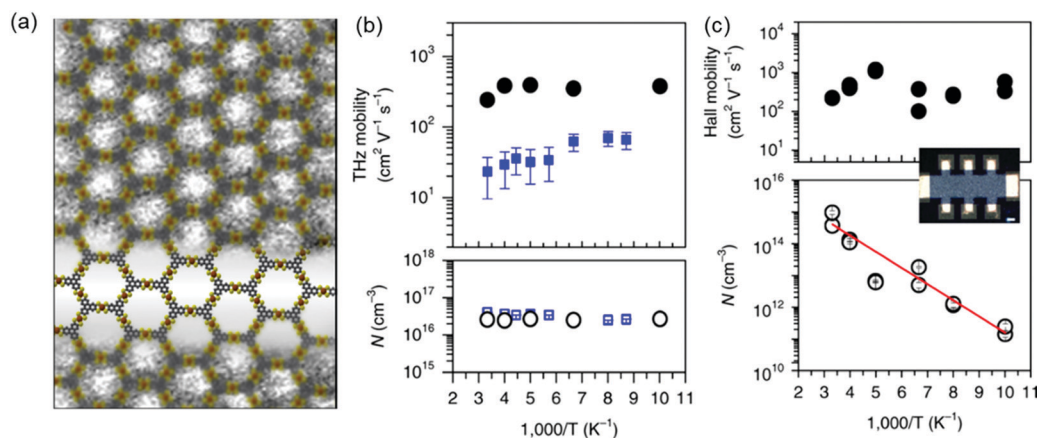 (a)
(b)
THz mobility
(cm² V⁻¹ s⁻¹)
10³
10²
10¹
N (cm⁻³)
10¹⁸
10¹⁷
10¹⁶
10¹⁵
2 3 4 5 6 7 8 9 10 11
1,000/T (K⁻¹)
(c)
Hall mobility
(cm² V⁻¹ s⁻¹)
10⁵
10⁴
10³
10²
10¹
N (cm⁻³)
10¹⁶
10¹⁴
10¹²
10¹⁰
2 3 4 5 6 7 8 9 10 11
1,000/T (K⁻¹)